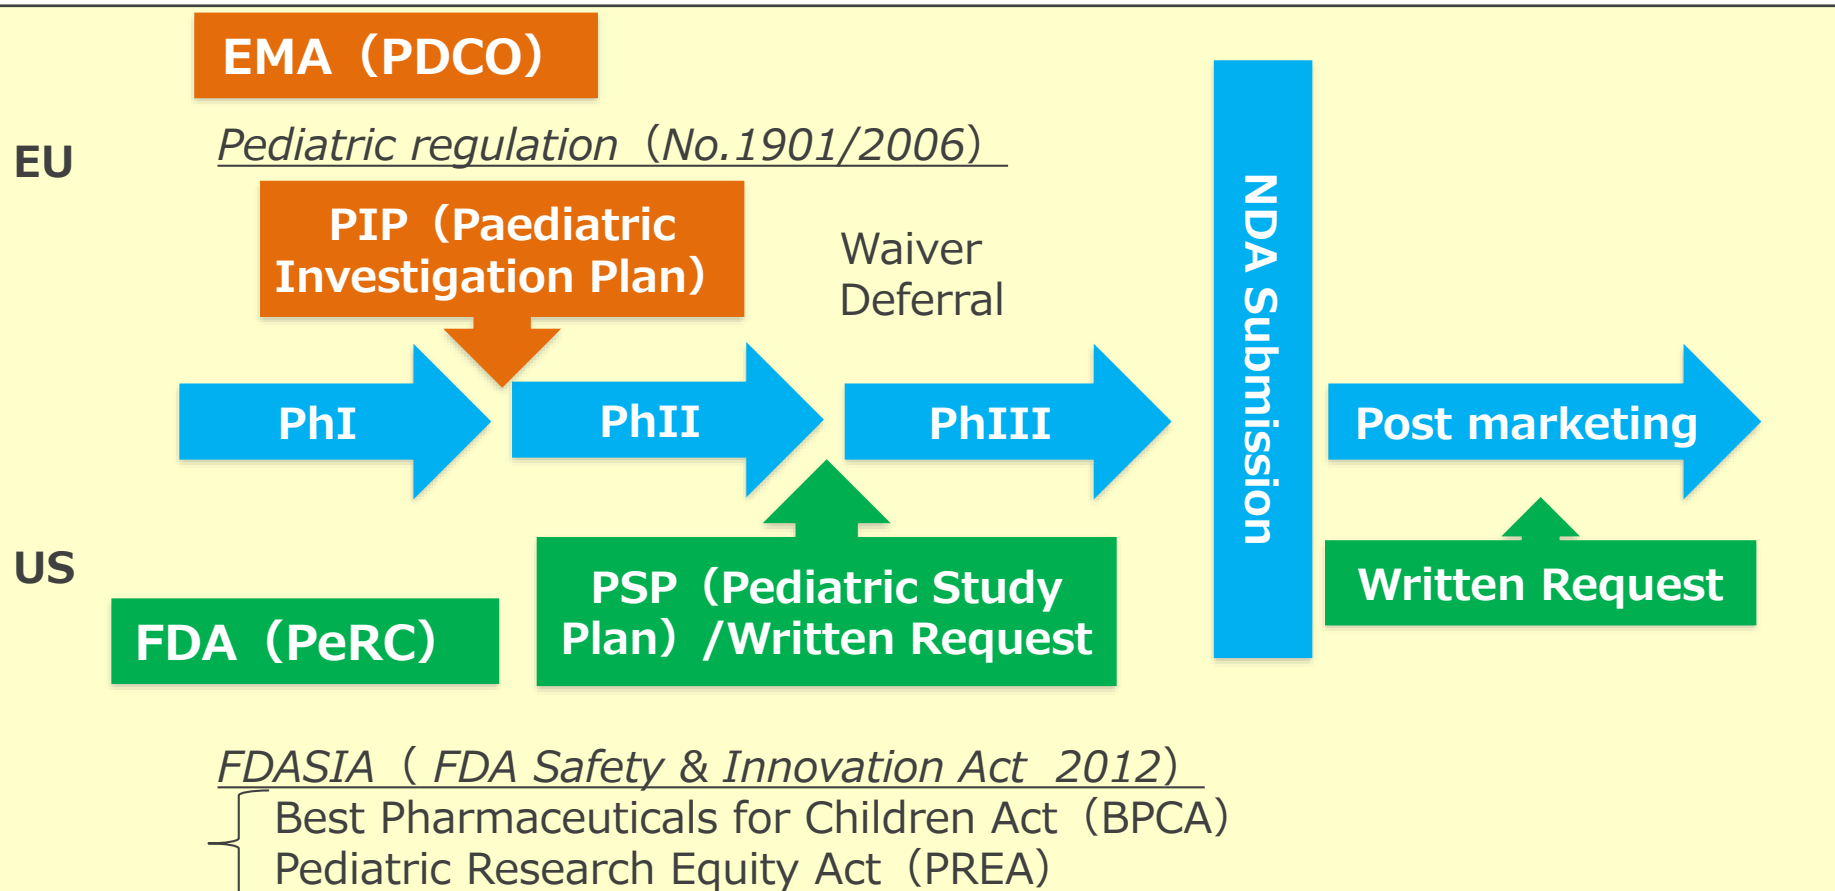 EMA（PDCO）
EU
Pediatric regulation（No.1901/2006）
PIP（Paediatric
Investigation Plan）
Waiver
Deferral
PhI
PhII
PhIII
NDA Submission
Post marketing
US
FDA（PeRC）
PSP（Pediatric Study
Plan）/Written Request
Written Request
FDASIA（ FDA Safety & Innovation Act  2012）
Best Pharmaceuticals for Children Act（BPCA）
Pediatric Research Equity Act（PREA）